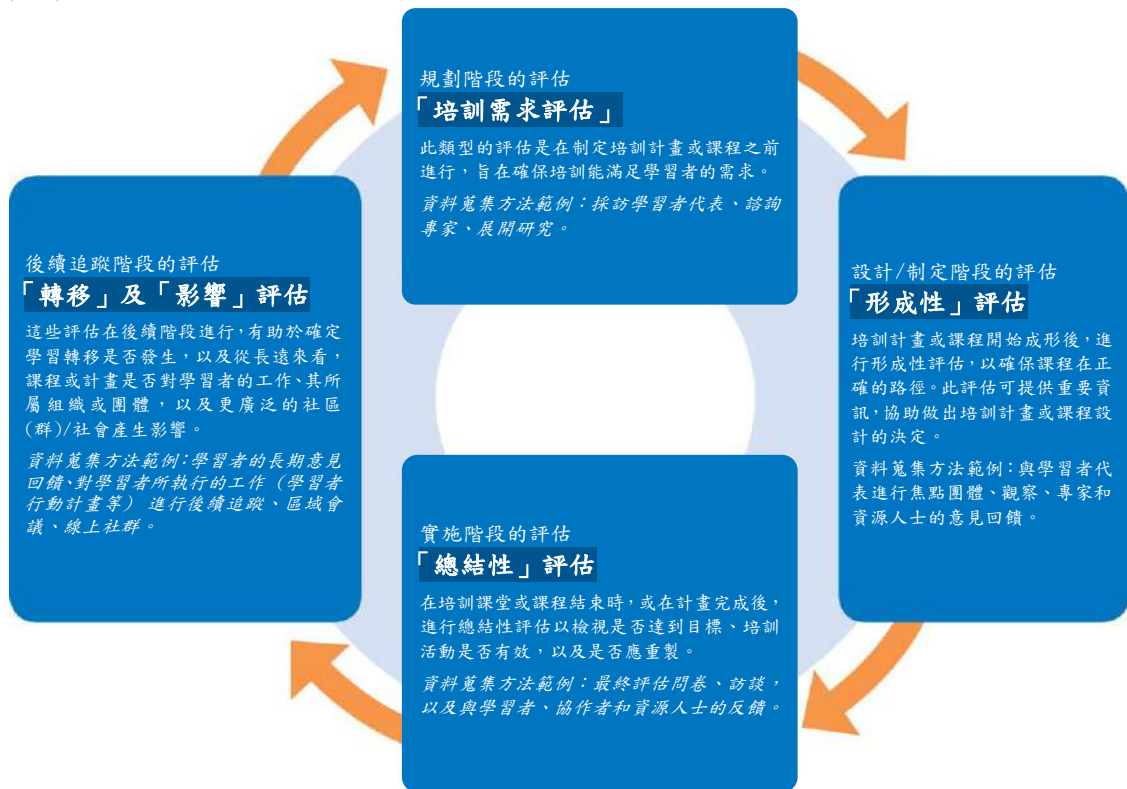 規劃階段的評估
「培訓需求評估」
此類型的評估是在制定培訓計畫或課程之前
進行，旨在確保培訓能滿足學習者的需求。
資料蒐集方法範例：採訪學習者代表、諮詢
專家、展開研究。
設計/制定階段的評估
「形成性」評估
培訓計畫或課程開始成形後，進
行形成性評估，以確保課程在正
確的路徑。此評估可提供重要資
訊，協助做出培訓計畫或課程設
計的決定。
資料蒐集方法範例：與學習者代
表進行焦點團體、觀察、專家和
資源人士的意見回饋。
實施階段的評估
「總結性」評估
在培訓課堂或課程結束時，或在計畫完成後，
進行總結性評估以檢視是否達到目標、培訓
活動是否有效，以及是否應重製。
資料蒐集方法範例：最終評估問卷、訪談，
以及與學習者、協作者和資源人士的反饋。
後續追蹤階段的評估
「轉移」及「影響」評估
這些評估在後續階段進行，有助於確定
學習轉移是否發生，以及從長遠來看，
課程或計畫是否對學習者的工作、其所
屬組織或團體，以及更廣泛的社區
(群)/社會產生影響。
資料蒐集方法範例：學習者的長期意見
回饋、對學習者所執行的工作（學習者
行動計畫等）進行後續追蹤、區域會
議、線上社群。